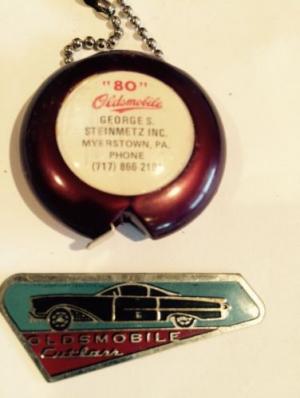 "80"
Oldsmobile
GEORGE S.
STEINMETZ INC.
MYERSTOWN, PA.
PHONE
(717) 866
OLDSMOBILE
Cutlass